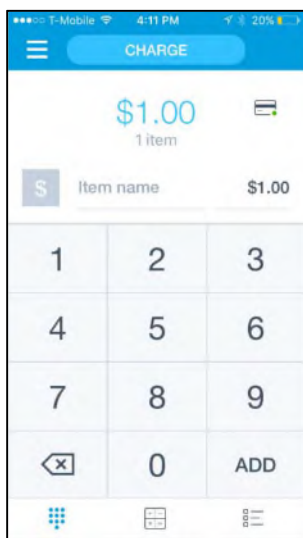 T-Mobile 4:11 PM 20%
CHARGE
$1.00
1 item
$ Item name $1.00
1 2 3
4 5 6
7 8 9
0 ADD